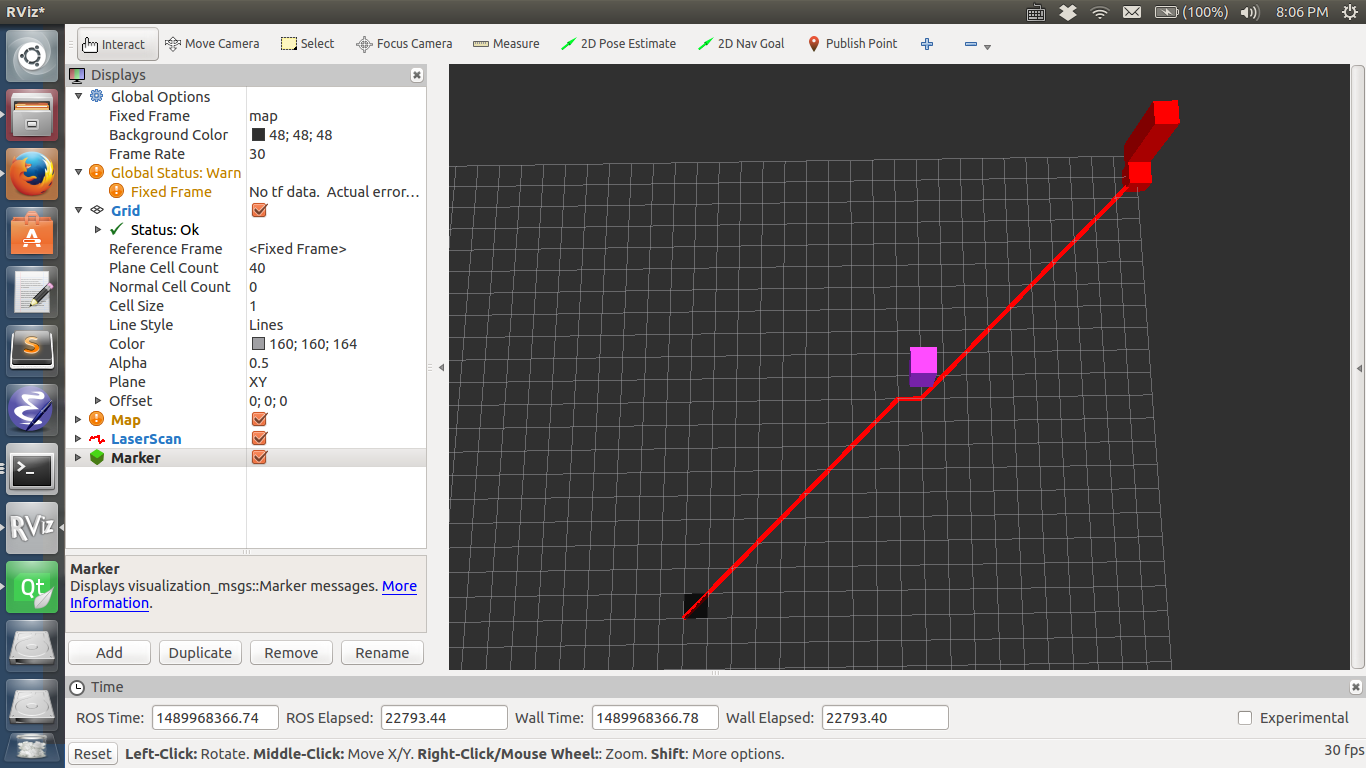 RViz*
(100%)
8:06 PM
Interact
Move Camera
Select
Focus Camera
Measure
2D Pose Estimate
2D Nav Goal
Publish Point
Displays
Global Options
Fixed Frame map
Background Color 48; 48; 48
Frame Rate 30
Global Status: Warn
Fixed Frame No tf data.  Actual error…
Grid
Status: Ok
Reference Frame <Fixed Frame>
Plane Cell Count 40
Normal Cell Count 0
Cell Size 1
Line Style Lines
Color 160; 160; 164
Alpha 0.5
Plane XY
Offset 0; 0; 0
Map
LaserScan
Marker
RViz
Qt
Marker
Displays visualization_msgs::Marker messages. More
Information.
Add Duplicate Remove Rename
Time
ROS Time: 1489968366.74 ROS Elapsed: 22793.44 Wall Time: 1489968366.78 Wall Elapsed: 22793.40 Experimental
Reset Left-Click: Rotate. Middle-Click: Move X/Y. Right-Click/Mouse Wheel:: Zoom. Shift: More options. 30 fps